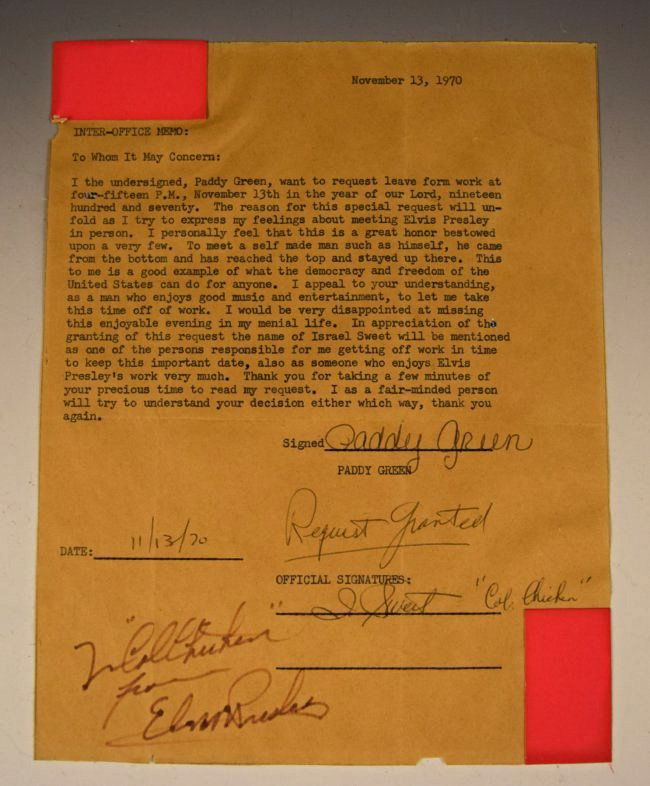 November 13, 1970
INTER-OFFICE MEMO:
To Whom It May Concern:
I the undersigned, Paddy Green, want to request leave form work at
four-fifteen P.M., November 13th in the year of our Lord, nineteen
hundred and seventy. The reason for this special request will un-
fold as I try to express my feelings about meeting Elvis Presley
in person. I personally feel that this is a great honor bestowed
upon a very few. To meet a self made man such as himself, he came
from the bottom and has reached the top and stayed up there. This
to me is a good example of what the democracy and freedom of the
United States can do for anyone. I appeal to your understanding,
as a man who enjoys good music and entertainment, to let me take
this time off of work. I would be very disappointed at missing
this enjoyable evening in my menial life. In appreciation of the
granting of this request the name of Israel Sweet will be mentioned
as one of the persons responsible for me getting off work in time
to keep this important date, also as someone who enjoys Elvis
Presley's work very much. Thank you for taking a few minutes of
your precious time to read my request. I as a fair-minded person
will try to understand your decision either which way, thank you
again.
Signed Paddy Green
PADDY GREEN
Request Granted
DATE: 11/13/70
OFFICIAL SIGNATURES:
I Sweet "Col. Chicken"
To "Col. Chicken"
from
Elvis Presley